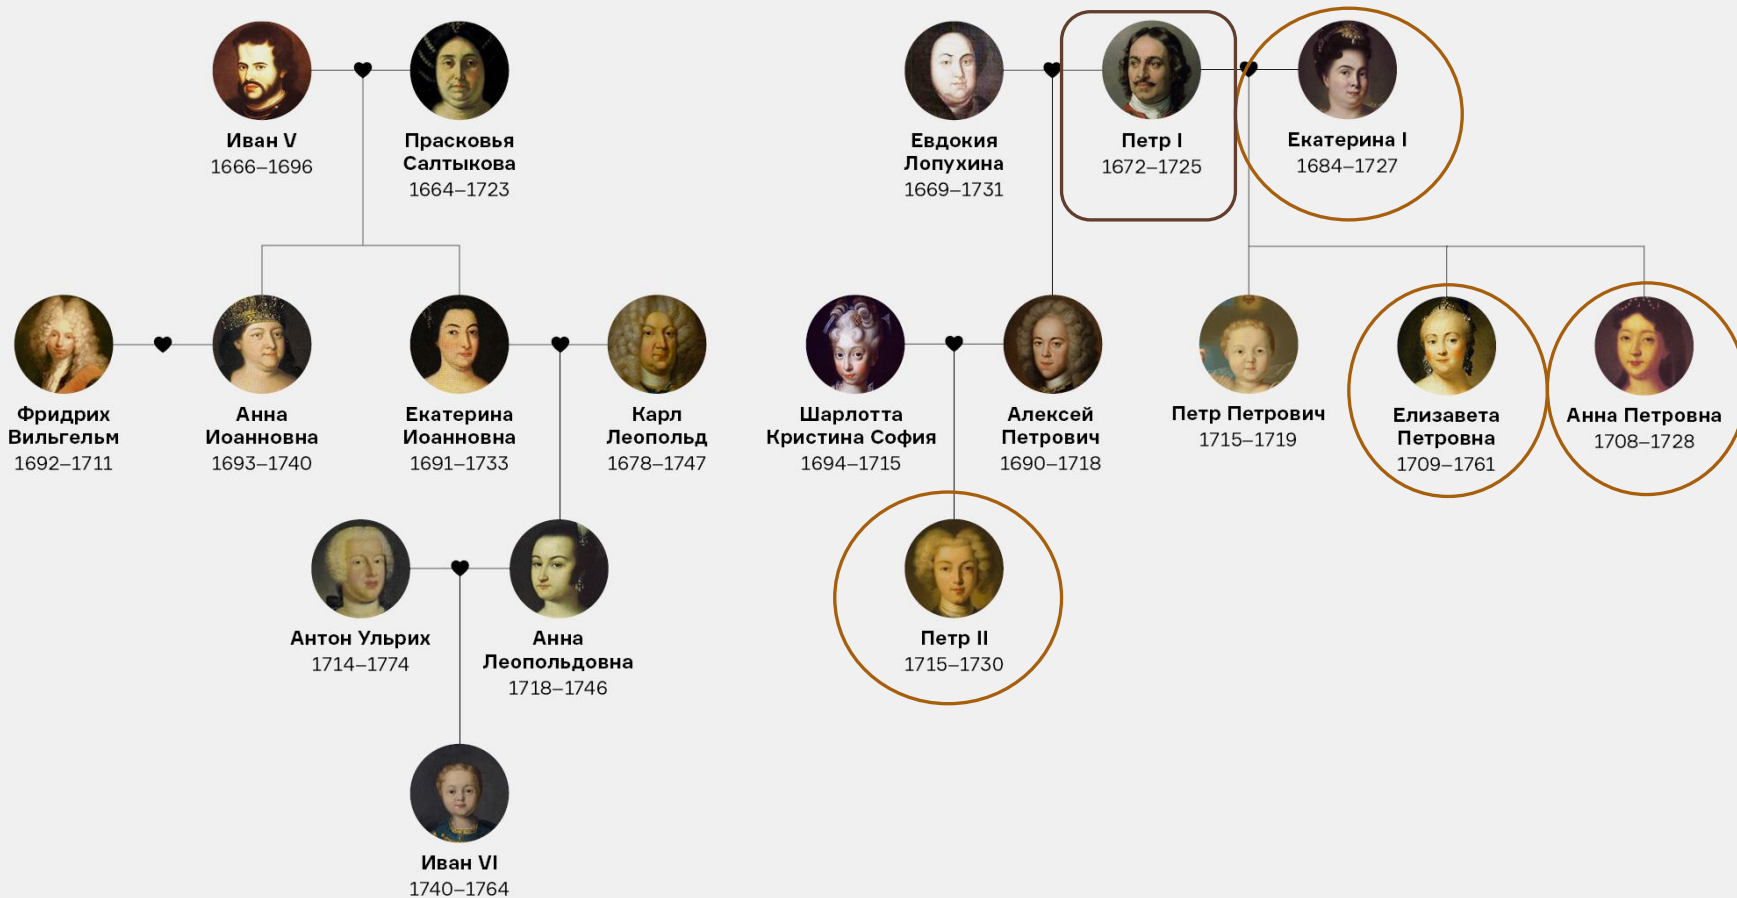 Иван V
1666–1696
Прасковья
Салтыкова
1664–1723
Евдокия
Лопухина
1669–1731
Петр I
1672–1725
Екатерина I
1684–1727
Фридрих
Вильгельм
1692–1711
Анна
Иоанновна
1693–1740
Екатерина
Иоанновна
1691–1733
Карл
Леопольд
1678–1747
Шарлотта
Кристина София
1694–1715
Алексей
Петрович
1690–1718
Петр Петрович
1715–1719
Елизавета
Петровна
1709–1761
Анна Петровна
1708–1728
Антон Ульрих
1714–1774
Анна
Леопольдовна
1718–1746
Петр II
1715–1730
Иван VI
1740–1764